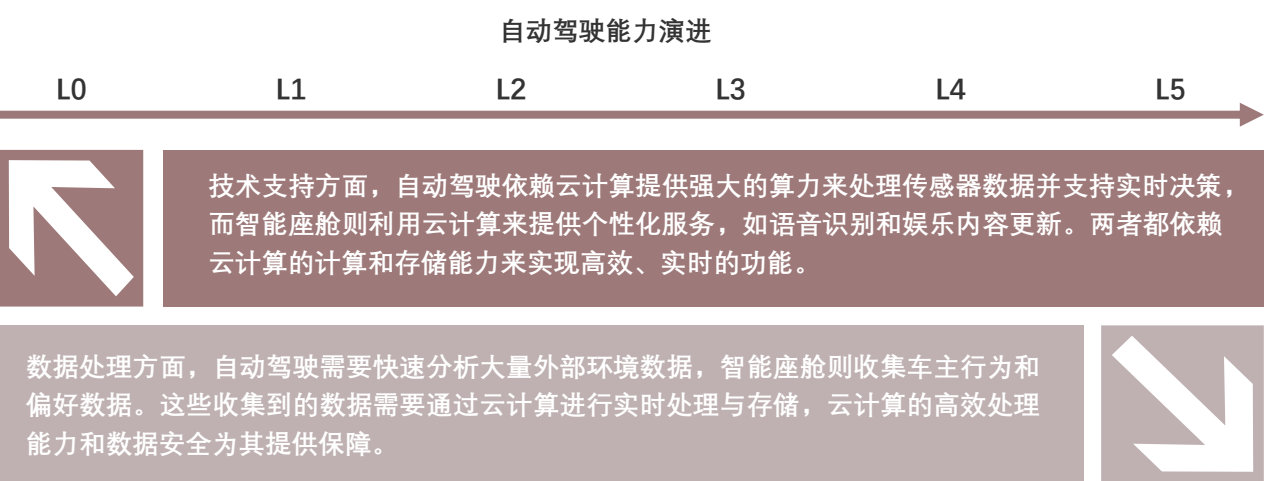 自动驾驶能力演进
L0 L1 L2 L3 L4 L5
技术支持方面，自动驾驶依赖云计算提供强大的算力来处理传感器数据并支持实时决策，
而智能座舱则利用云计算来提供个性化服务，如语音识别和娱乐内容更新。两者都依赖
云计算的计算和存储能力来实现高效、实时的功能。
数据处理方面，自动驾驶需要快速分析大量外部环境数据，智能座舱则收集车主行为和
偏好数据。这些收集到的数据需要通过云计算进行实时处理与存储，云计算的高效处理
能力和数据安全为其提供保障。